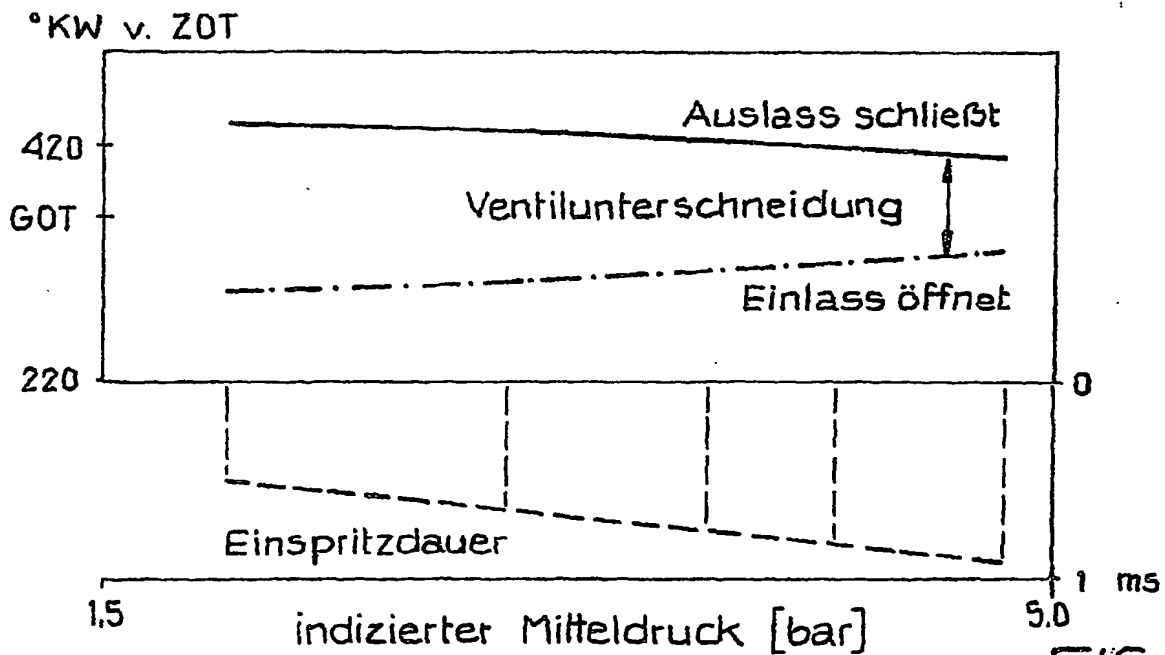 °KW v. ZOT
Auslass schließt
420
Ventilunterschneidung
GOT
Einlass öffnet
220
0
Einspritzdauer
1 ms
1,5
5.0
indizierter Mitteldruck [bar]